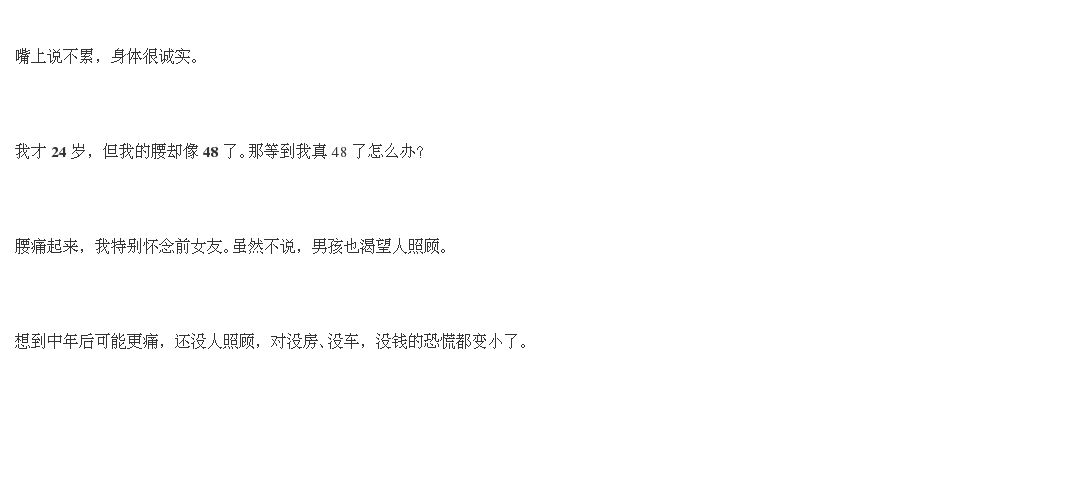 嘴上说不累，身体很诚实。
我才 24 岁，但我的腰却像 48 了。那等到我真 48 了怎么办?
腰痛起来，我特别怀念前女友。虽然不说，男孩也渴望人照顾。
想到中年后可能更痛，还没人照顾，对没房、没车，没钱的恐慌都变小了。